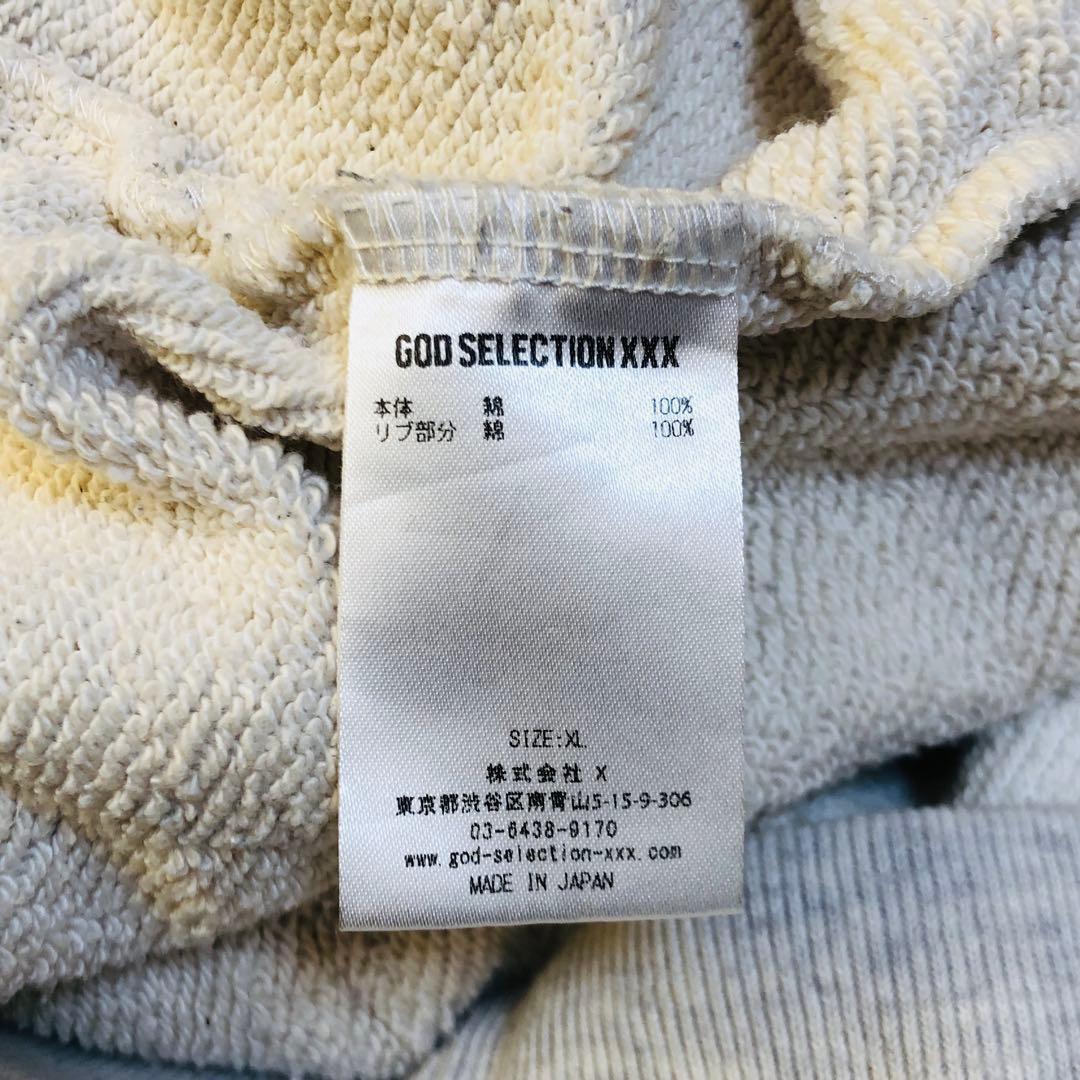 GOD SELECTION XXX
本体 綿 100%
リブ部分 綿 100%
SIZE:XL
株式会社 X
東京都渋谷区南青山5-15-9-306
03-6438-9170
www.god-selection-xxx.com
MADE IN JAPAN